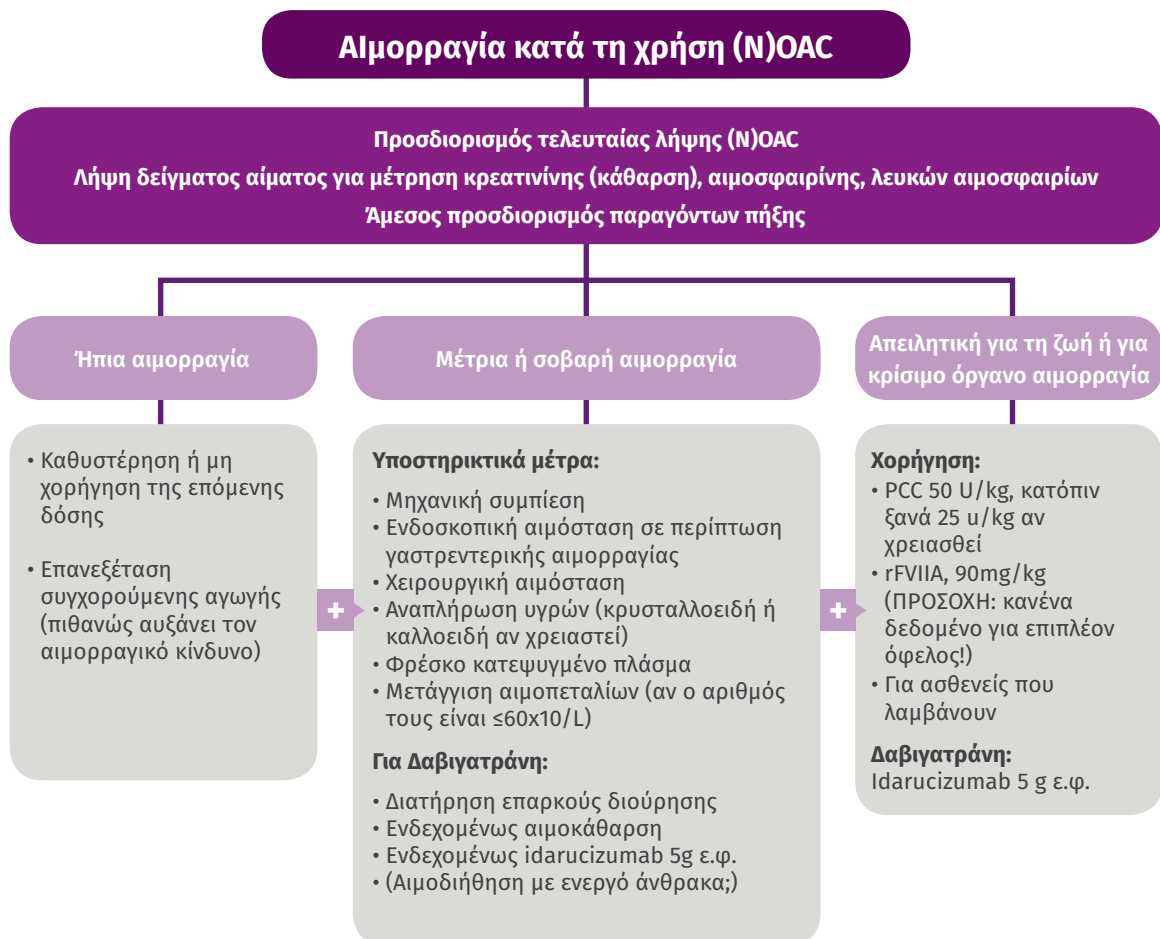 ΑΙμορραγία κατά τη χρήση (Ν)ΟΑC
Προσδιορισμός τελευταίας λήψης (Ν)ΟΑC
Λήψη δείγματος αίματος για μέτρηση κρεατινίνης (κάθαρση), αιμοσφαιρίνης, λευκών αιμοσφαιρίων
Άμεσος προσδιορισμός παραγόντων πήξης
Ήπια αιμορραγία
• Καθυστέρηση ή μη
χορήγηση της επόμενης
δόσης
• Επανεξέταση
συγχορούμενης αγωγής
(πιθανώς αυξάνει τον
αιμορραγικό κίνδυνο)
+
Μέτρια ή σοβαρή αιμορραγία
Υποστηρικτικά μέτρα:
• Μηχανική συμπίεση
• Ενδοσκοπική αιμόσταση σε περίπτωση
γαστρεντερικής αιμορραγίας
• Χειρουργική αιμόσταση
• Αναπλήρωση υγρών (κρυσταλλοειδή ή
καλλοειδή αν χρειαστεί)
• Φρέσκο κατεψυγμένο πλάσμα
• Μετάγγιση αιμοπεταλίων (αν ο αριθμός
τους είναι ≤60x10/L)
Για Δαβιγατράνη:
• Διατήρηση επαρκούς διούρησης
• Ενδεχομένως αιμοκάθαρση
• Ενδεχομένως idarucizumab 5g ε.φ.
• (Αιμοδιήθηση με ενεργό άνθρακα;)
+
Απειλητική για τη ζωή ή για
κρίσιμο όργανο αιμορραγία
Χορήγηση:
• PCC 50 U/kg, κατόπιν
ξανά 25 u/kg αν
χρειασθεί
• rFVIIA, 90mg/kg
(ΠΡΟΣΟΧΗ: κανένα
δεδομένο για επιπλέον
όφελος!)
• Για ασθενείς που
λαμβάνουν
Δαβιγατράνη:
Idarucizumab 5 g ε.φ.